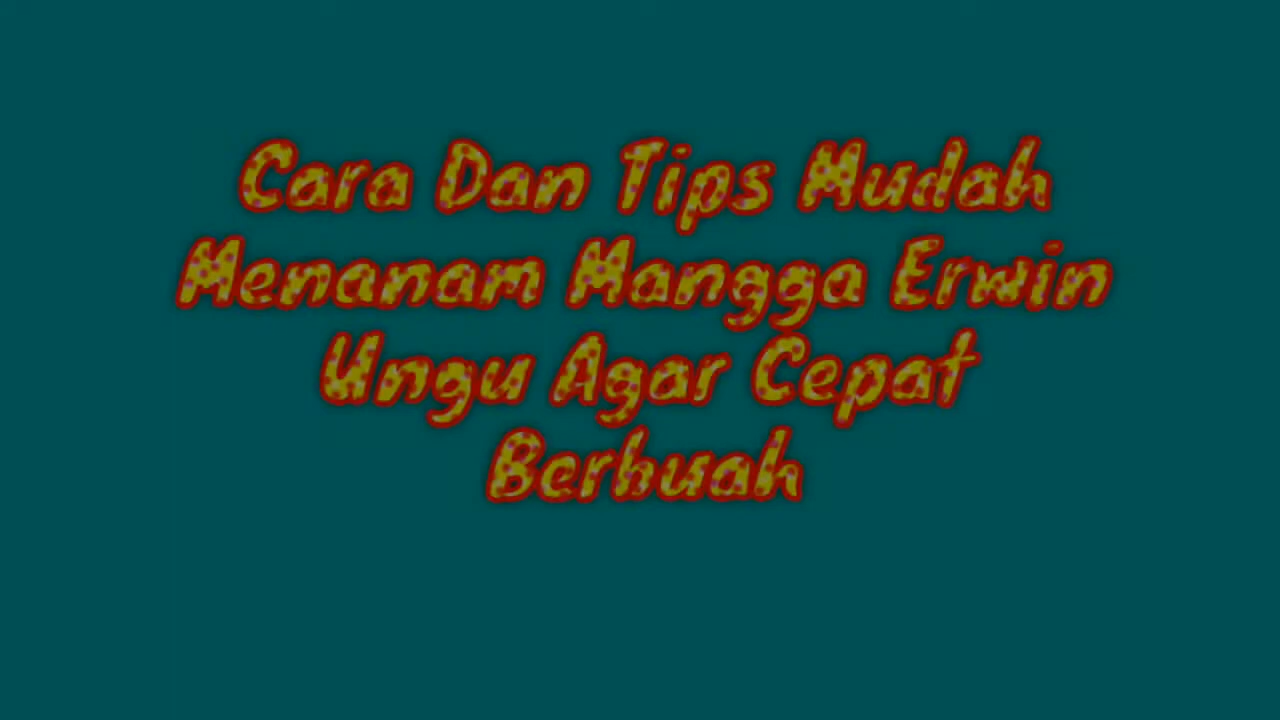 Cara Dan Tips Mudah
Menanam Mangga Erwin
Ungu Agar Cepat
Berbuah